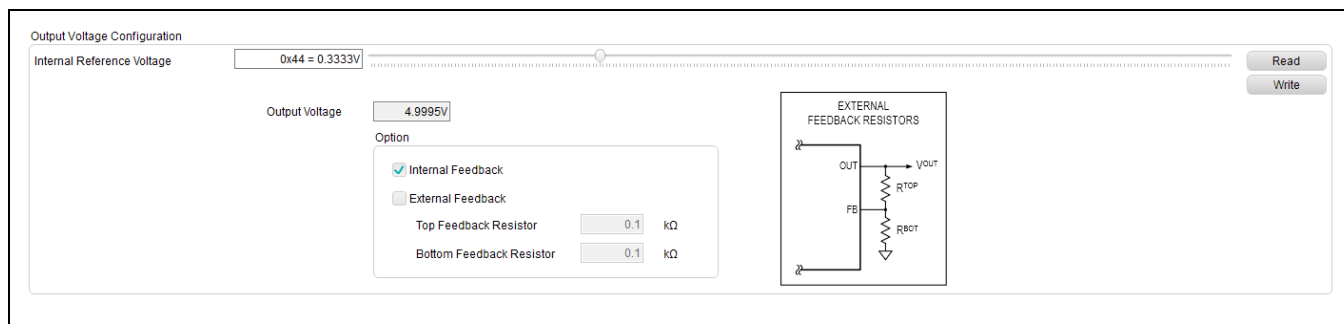 Output Voltage Configuration
Internal Reference Voltage 0x44 = 0.3333V Read
Write
Output Voltage 4.9995V
Option
Internal Feedback
External Feedback
Top Feedback Resistor 0.1 kΩ
Bottom Feedback Resistor 0.1 kΩ
EXTERNAL
FEEDBACK RESISTORS
OUT VOUT
RTOP
FB
RBOT